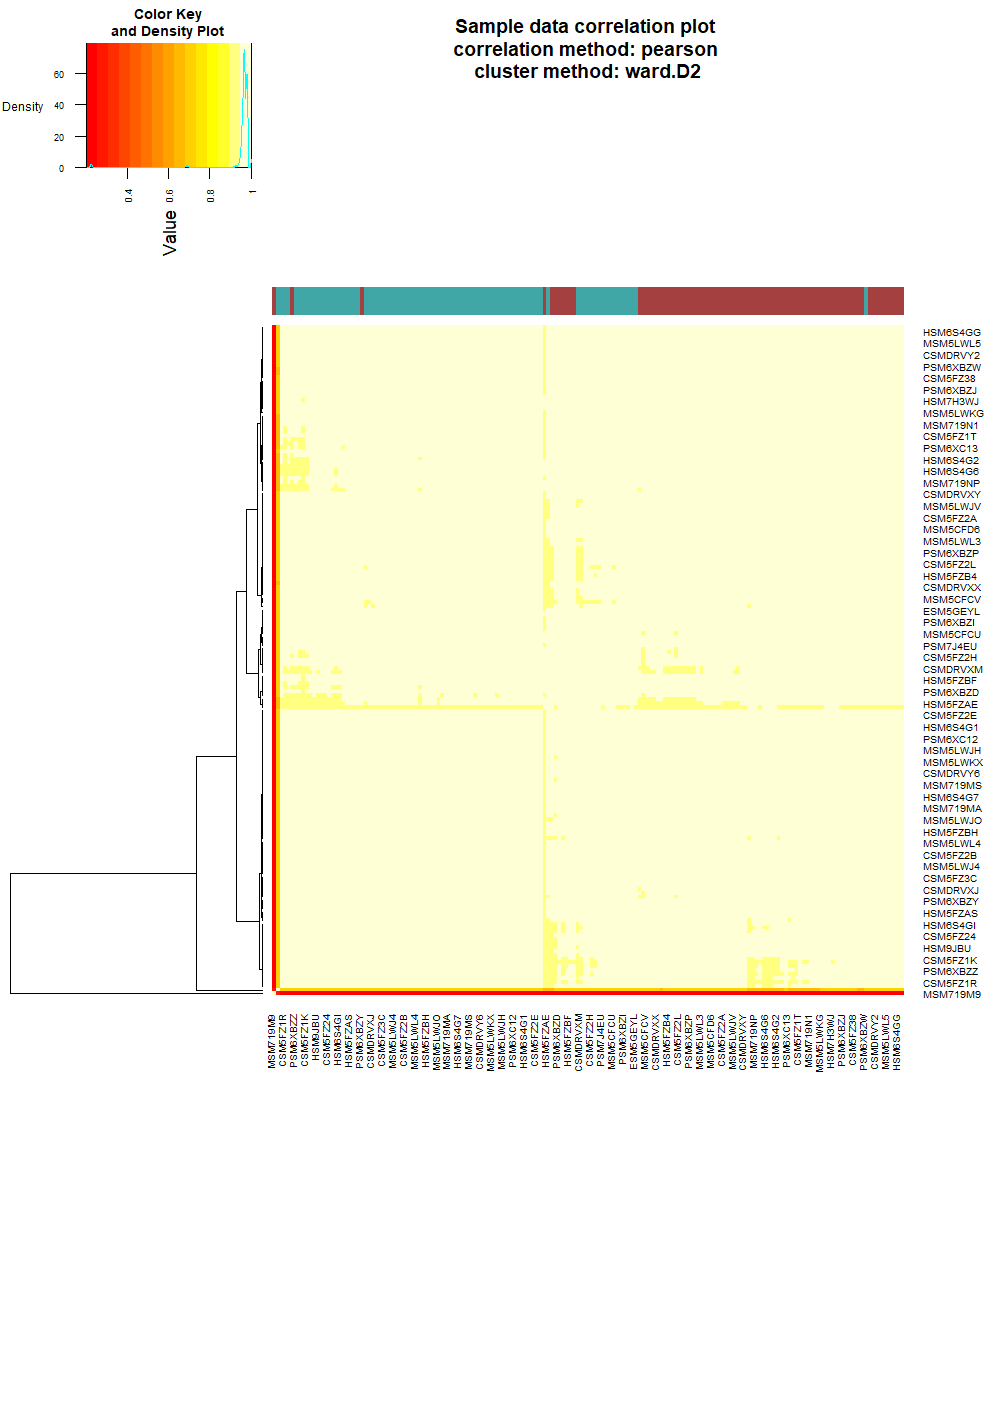 Color Key
and Density Plot
Sample data correlation plot
correlation method: pearson
cluster method: ward.D2
Density
60
40
20
0
0.4
0.6
0.8
1
Value
HSM6S4GG
MSM5LWL5
CSMDRVY2
PSM6XBZW
CSM5FZ38
PSM6XBZJ
HSM7H3WJ
MSM5LWKG
MSM719N1
CSM5FZ1T
PSM6XC13
HSM6S4G2
HSM6S4G6
MSM719NP
CSMDRVXY
MSM5LWJV
CSM5FZ2A
MSM5CFD6
MSM5LWL3
PSM6XBZP
CSM5FZ2L
HSM5FZB4
CSMDRVXX
MSM5CFCV
ESM5GEYL
PSM6XBZI
MSM5CFCU
PSM7J4EU
CSM5FZ2H
CSMDRVXM
HSM5FZBF
PSM6XBZD
HSM5FZAE
CSM5FZ2E
HSM6S4G1
PSM6XC12
MSM5LWJH
MSM5LWKX
CSMDRVY6
MSM719MS
HSM6S4G7
MSM719MA
MSM5LWJO
HSM5FZBH
MSM5LWL4
CSM5FZ2B
MSM5LWJ4
CSM5FZ3C
CSMDRVXJ
PSM6XBZY
HSM5FZAS
HSM6S4GI
CSM5FZ24
HSM9JBU
CSM5FZ1K
PSM6XBZZ
CSM5FZ1R
MSM719M9
MSM719M9
CSM5FZ1R
PSM6XBZZ
CSM5FZ1K
HSM9JBU
CSM5FZ24
HSM6S4GI
HSM5FZAS
PSM6XBZY
CSMDRVXJ
CSM5FZ3C
MSM5LWJ4
CSM5FZ2B
MSM5LWL4
HSM5FZBH
MSM5LWJO
MSM719MA
HSM6S4G7
MSM719MS
CSMDRVY6
MSM5LWKX
MSM5LWJH
PSM6XC12
HSM6S4G1
CSM5FZ2E
HSM5FZAE
PSM6XBZD
HSM5FZBF
CSMDRVXM
CSM5FZ2H
PSM7J4EU
MSM5CFCU
PSM6XBZI
ESM5GEYL
MSM5CFCV
CSMDRVXX
HSM5FZB4
CSM5FZ2L
PSM6XBZP
MSM5LWL3
MSM5CFD6
CSM5FZ2A
MSM5LWJV
CSMDRVXY
MSM719NP
HSM6S4G6
HSM6S4G2
PSM6XC13
CSM5FZ1T
MSM719N1
MSM5LWKG
HSM7H3WJ
PSM6XBZJ
CSM5FZ38
PSM6XBZW
CSMDRVY2
MSM5LWL5
HSM6S4GG